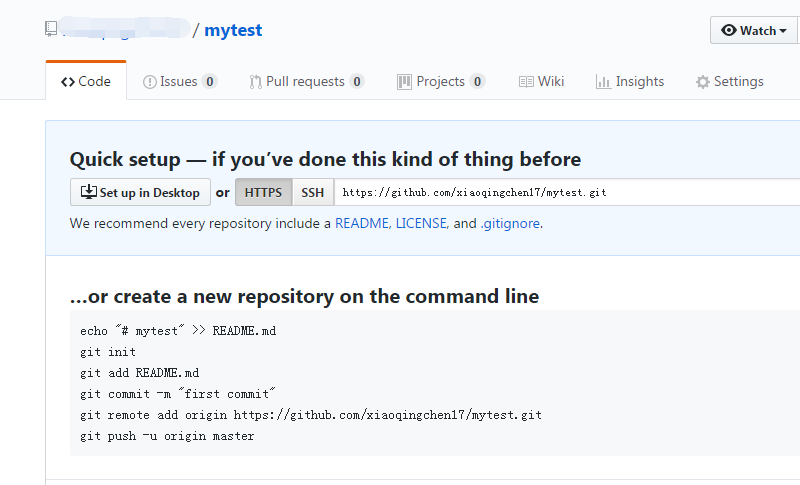 / mytest
Watch
Code Issues 0 Pull requests 0 Projects 0 Wiki Insights Settings
Quick setup — if you’ve done this kind of thing before
Set up in Desktop or HTTPS SSH https://github.com/xiaoqingchen17/mytest.git
We recommend every repository include a README, LICENSE, and .gitignore.
…or create a new repository on the command line
echo "# mytest" >> README.md
git init
git add README.md
git commit -m "first commit"
git remote add origin https://github.com/xiaoqingchen17/mytest.git
git push -u origin master